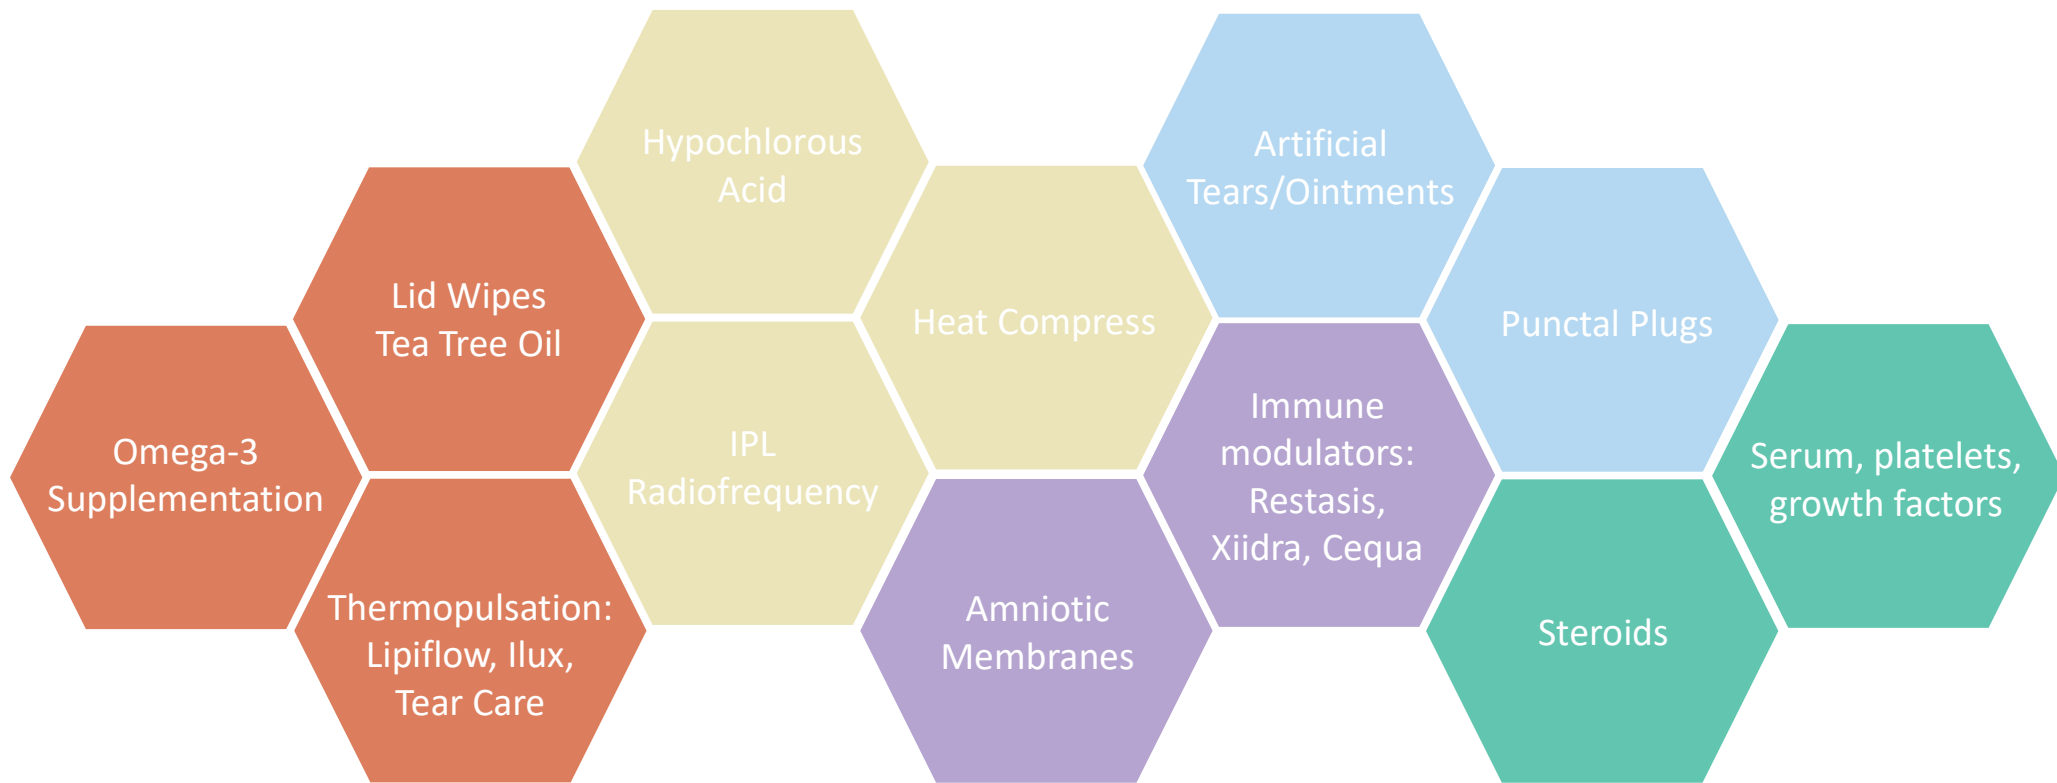 Hypochlorous
Acid
Artificial
Tears/Ointments
Lid Wipes
Tea Tree Oil
Heat Compress
Punctal Plugs
Omega-3
Supplementation
IPL
Radiofrequency
Immune
modulators:
Restasis,
Xiidra, Cequa
Serum, platelets,
growth factors
Thermopulsation:
Lipiflow, Ilux,
Tear Care
Amniotic
Membranes
Steroids